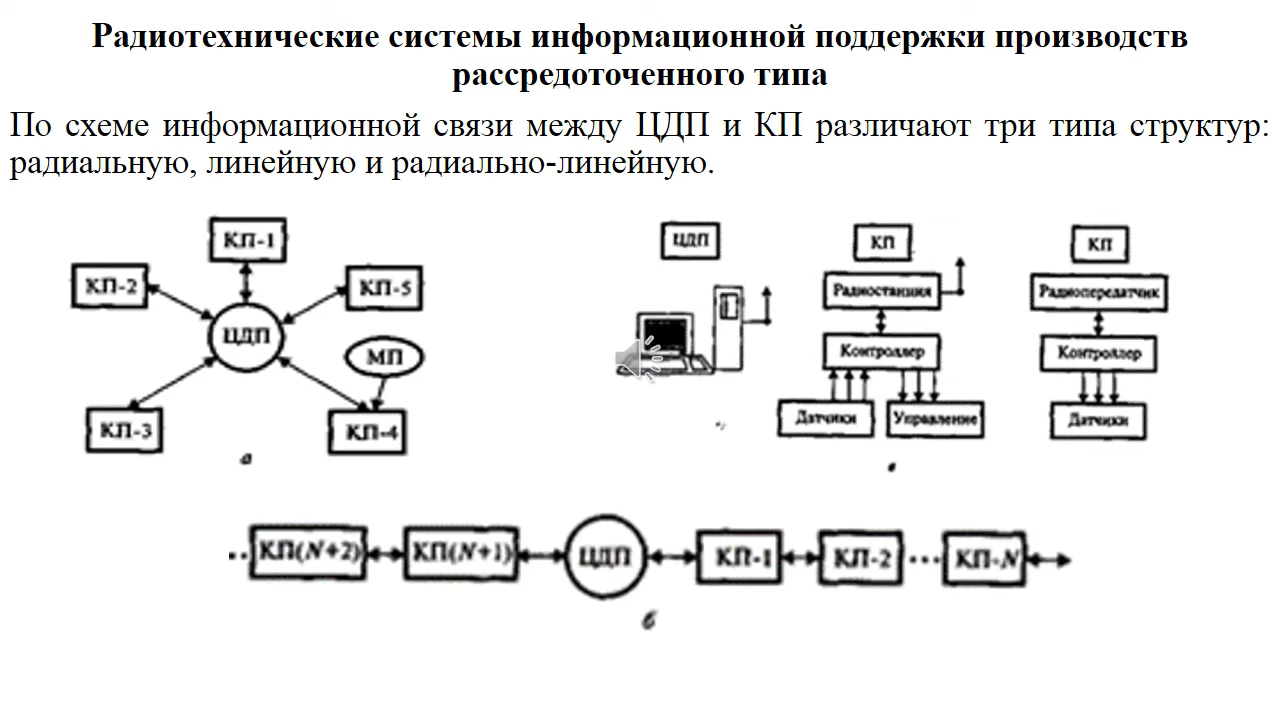 Радиотехнические системы информационной поддержки производств
рассредоточенного типа
По схеме информационной связи между ЦДП и КП различают три типа структур:
радиальную, линейную и радиально-линейную.
КП-1
КП-2
КП-5
ЦДП
МП
КП-3
КП-4
а
ЦДП
КП
Радиостанция
Контроллер
Датчики
Управление
КП
Радиопередатчик
Контроллер
Датчики
КП(N+2)
КП(N+1)
ЦДП
КП-1
КП-2
КП-N
б